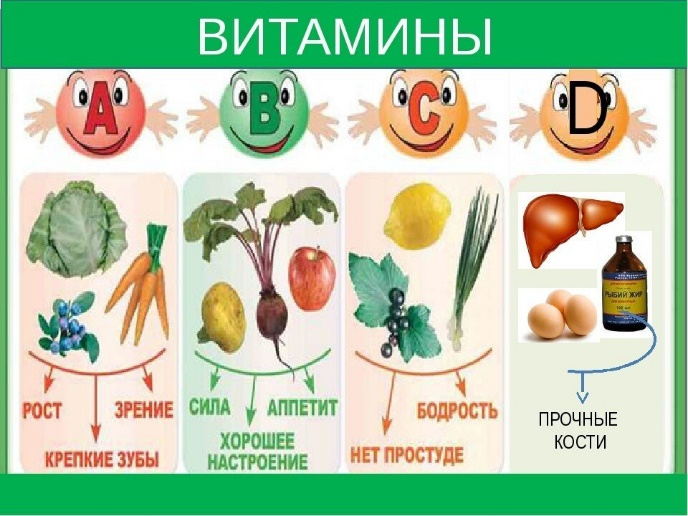 ВИТАМИНЫ
A B C D
РЫБИЙ ЖИР
РОСТ ЗРЕНИЕ
КРЕПКИЕ ЗУБЫ
СИЛА АППЕТИТ
ХОРОШЕЕ
НАСТРОЕНИЕ
БОДРОСТЬ
НЕТ ПРОСТУДЕ
ПРОЧНЫЕ
КОСТИ